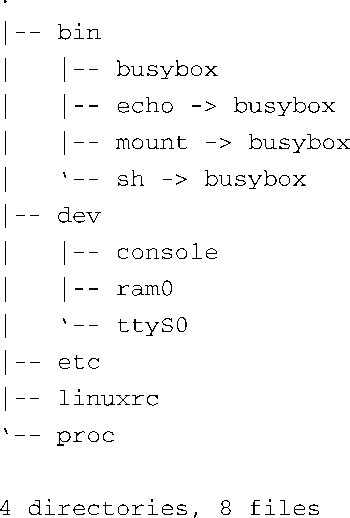 .
|-- bin
|   |-- busybox
|   |-- echo -> busybox
|   |-- mount -> busybox
|   `-- sh -> busybox
|-- dev
|   |-- console
|   |-- ram0
|   `-- ttyS0
|-- etc
|-- linuxrc
`-- proc
4 directories, 8 files